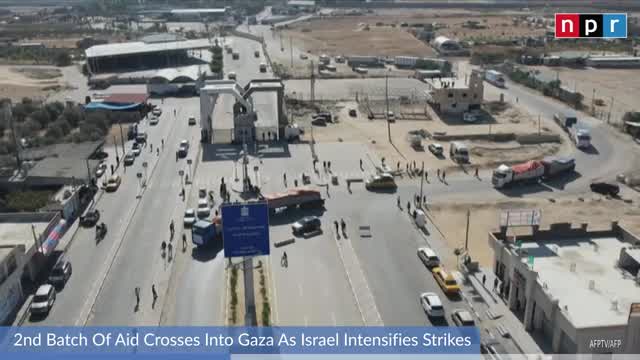 npr
2nd Batch Of Aid Crosses Into Gaza As Israel Intensifies Strikes
AFPTV/AFP